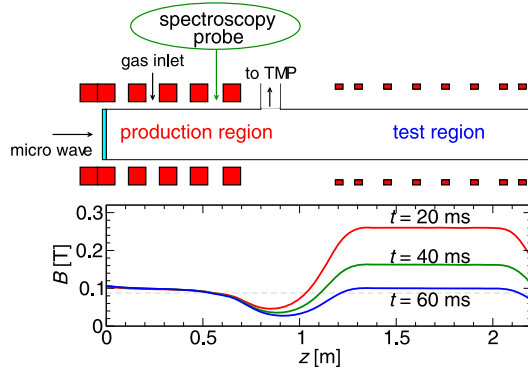 spectroscopy
probe
gas inlet
to TMP
production region
test region
micro wave
0.3
0.2
0.1
0
B [T]
t = 20 ms
t = 40 ms
t = 60 ms
0
0.5
1
1.5
2
z [m]